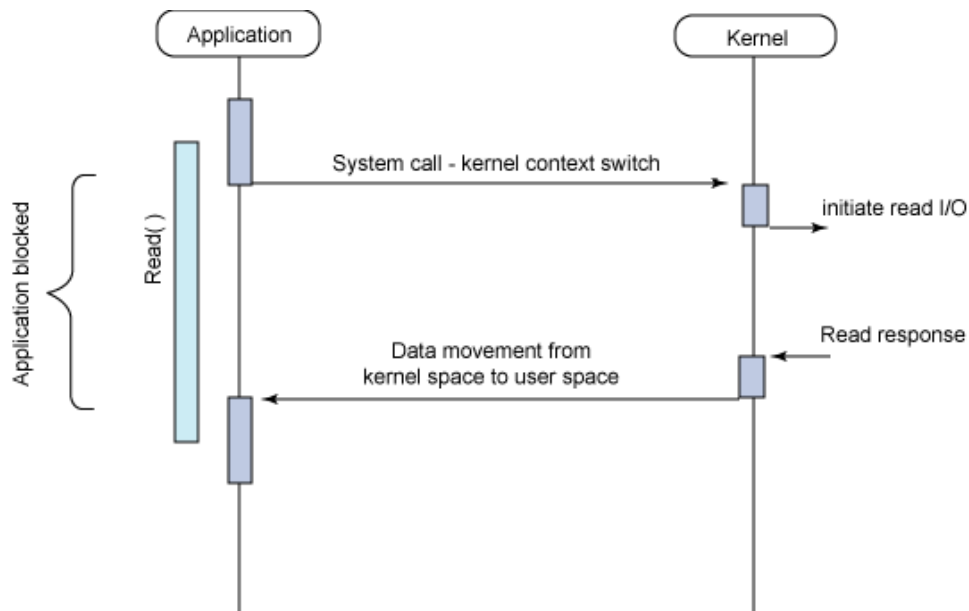 Application
Kernel
System call - kernel context switch
initiate read I/O
Application blocked
Read( )
Read response
Data movement from
kernel space to user space